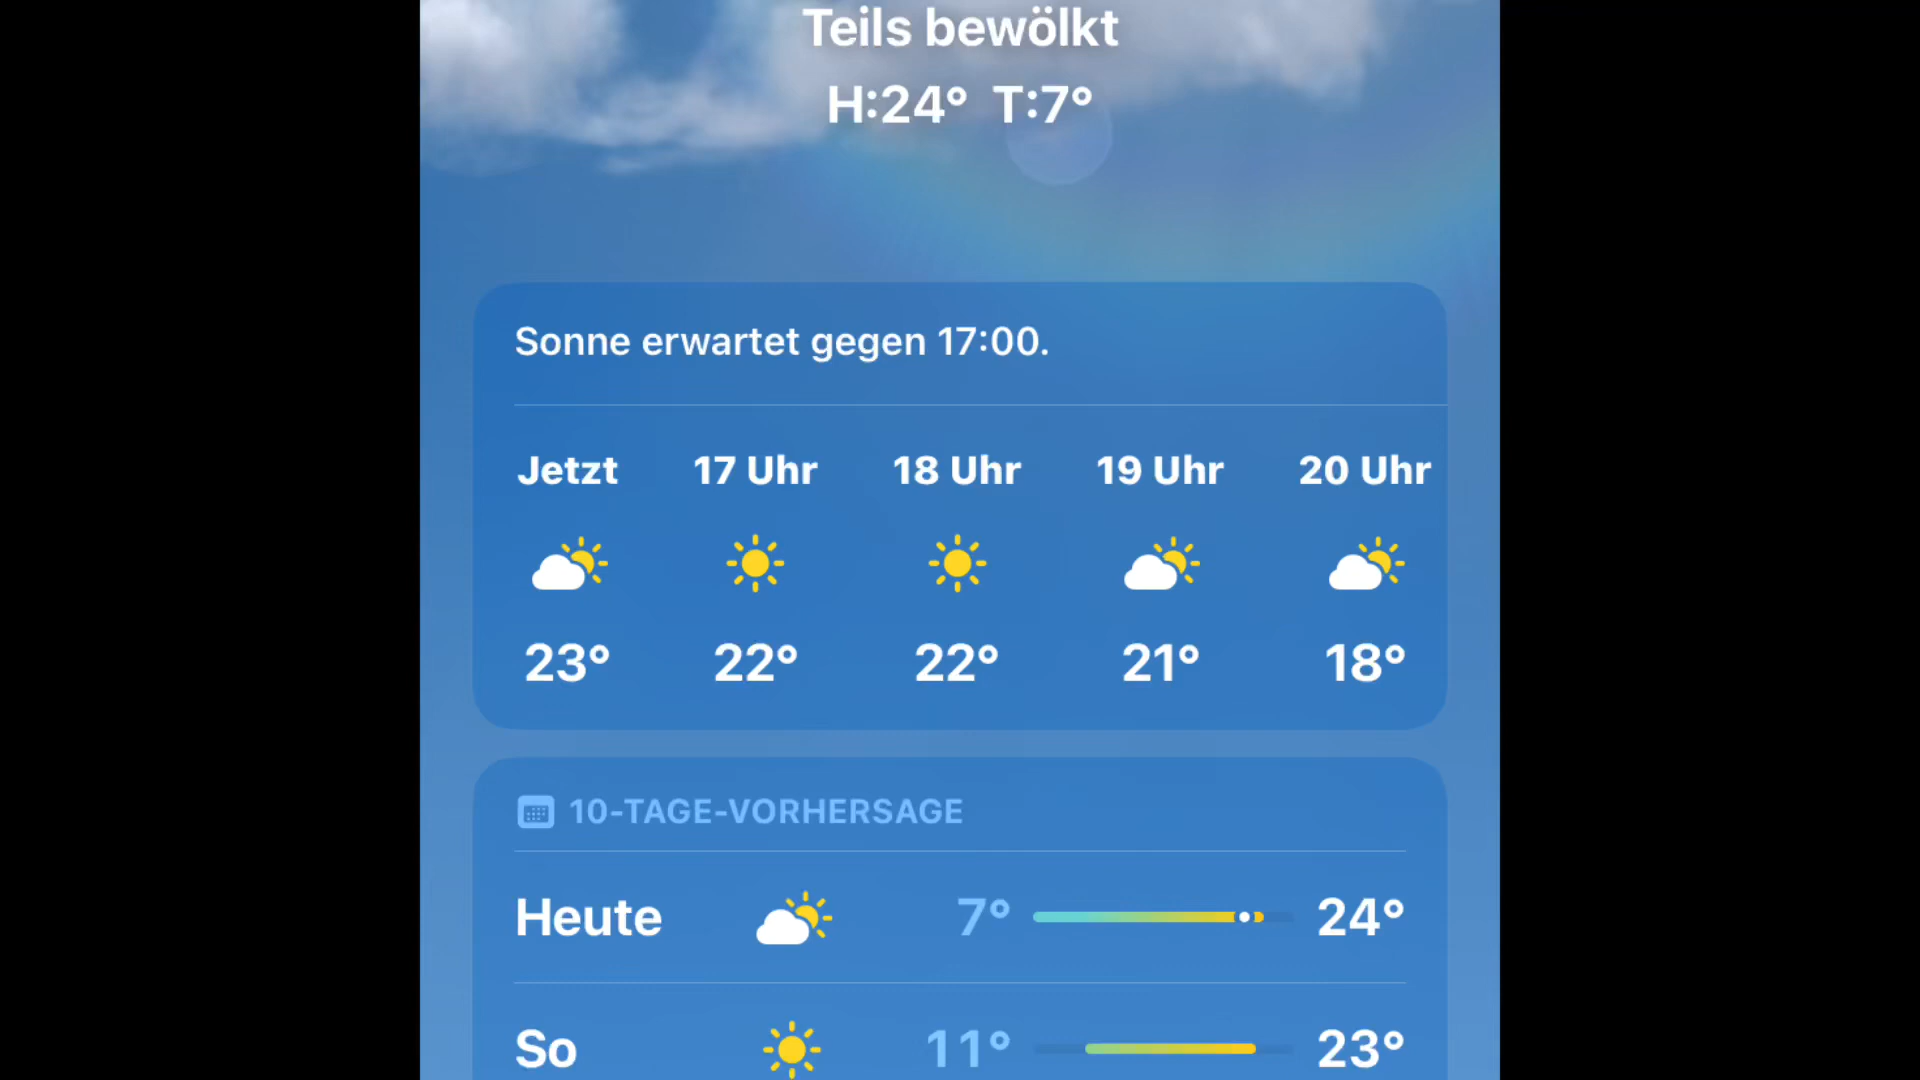 Teils bewölkt
H:24° T:7°
Sonne erwartet gegen 17:00.
Jetzt 17 Uhr 18 Uhr 19 Uhr 20 Uhr
23° 22° 22° 21° 18°
10-TAGE-VORHERSAGE
Heute 7° 24°
So 11° 23°